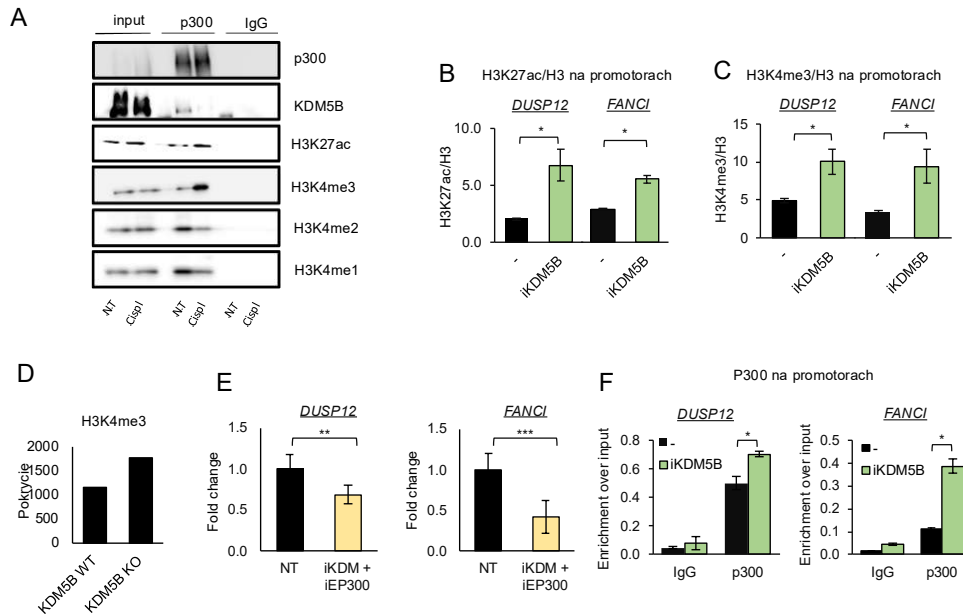 A
input p300 IgG
p300
KDM5B
H3K27ac
H3K4me3
H3K4me2
H3K4me1
NT Cispl NT Cispl NT Cispl
B
H3K27ac/H3 na promotorach
DUSP12 FANCI
* *
H3K27ac/H3
10.0
5.0
0.0
- iKDM5B - iKDM5B
C
H3K4me3/H3 na promotorach
DUSP12 FANCI
* *
H3K4me3/H3
15
10
5
0
- iKDM5B - iKDM5B
D
H3K4me3
Pokrycie
2000
1500
1000
500
0
KDM5B WT KDM5B KO
E
DUSP12
**
Fold change
1.5
1.0
0.5
0.0
NT iKDM +
iEP300
FANCI
***
Fold change
1.5
1.0
0.5
0.0
NT iKDM +
iEP300
F
P300 na promotorach
DUSP12
-
iKDM5B
*
Enrichment over input
0.8
0.6
0.4
0.2
0.0
IgG p300
FANCI
-
iKDM5B
*
Enrichment over input
0.5
0.4
0.3
0.2
0.1
0.0
IgG p300